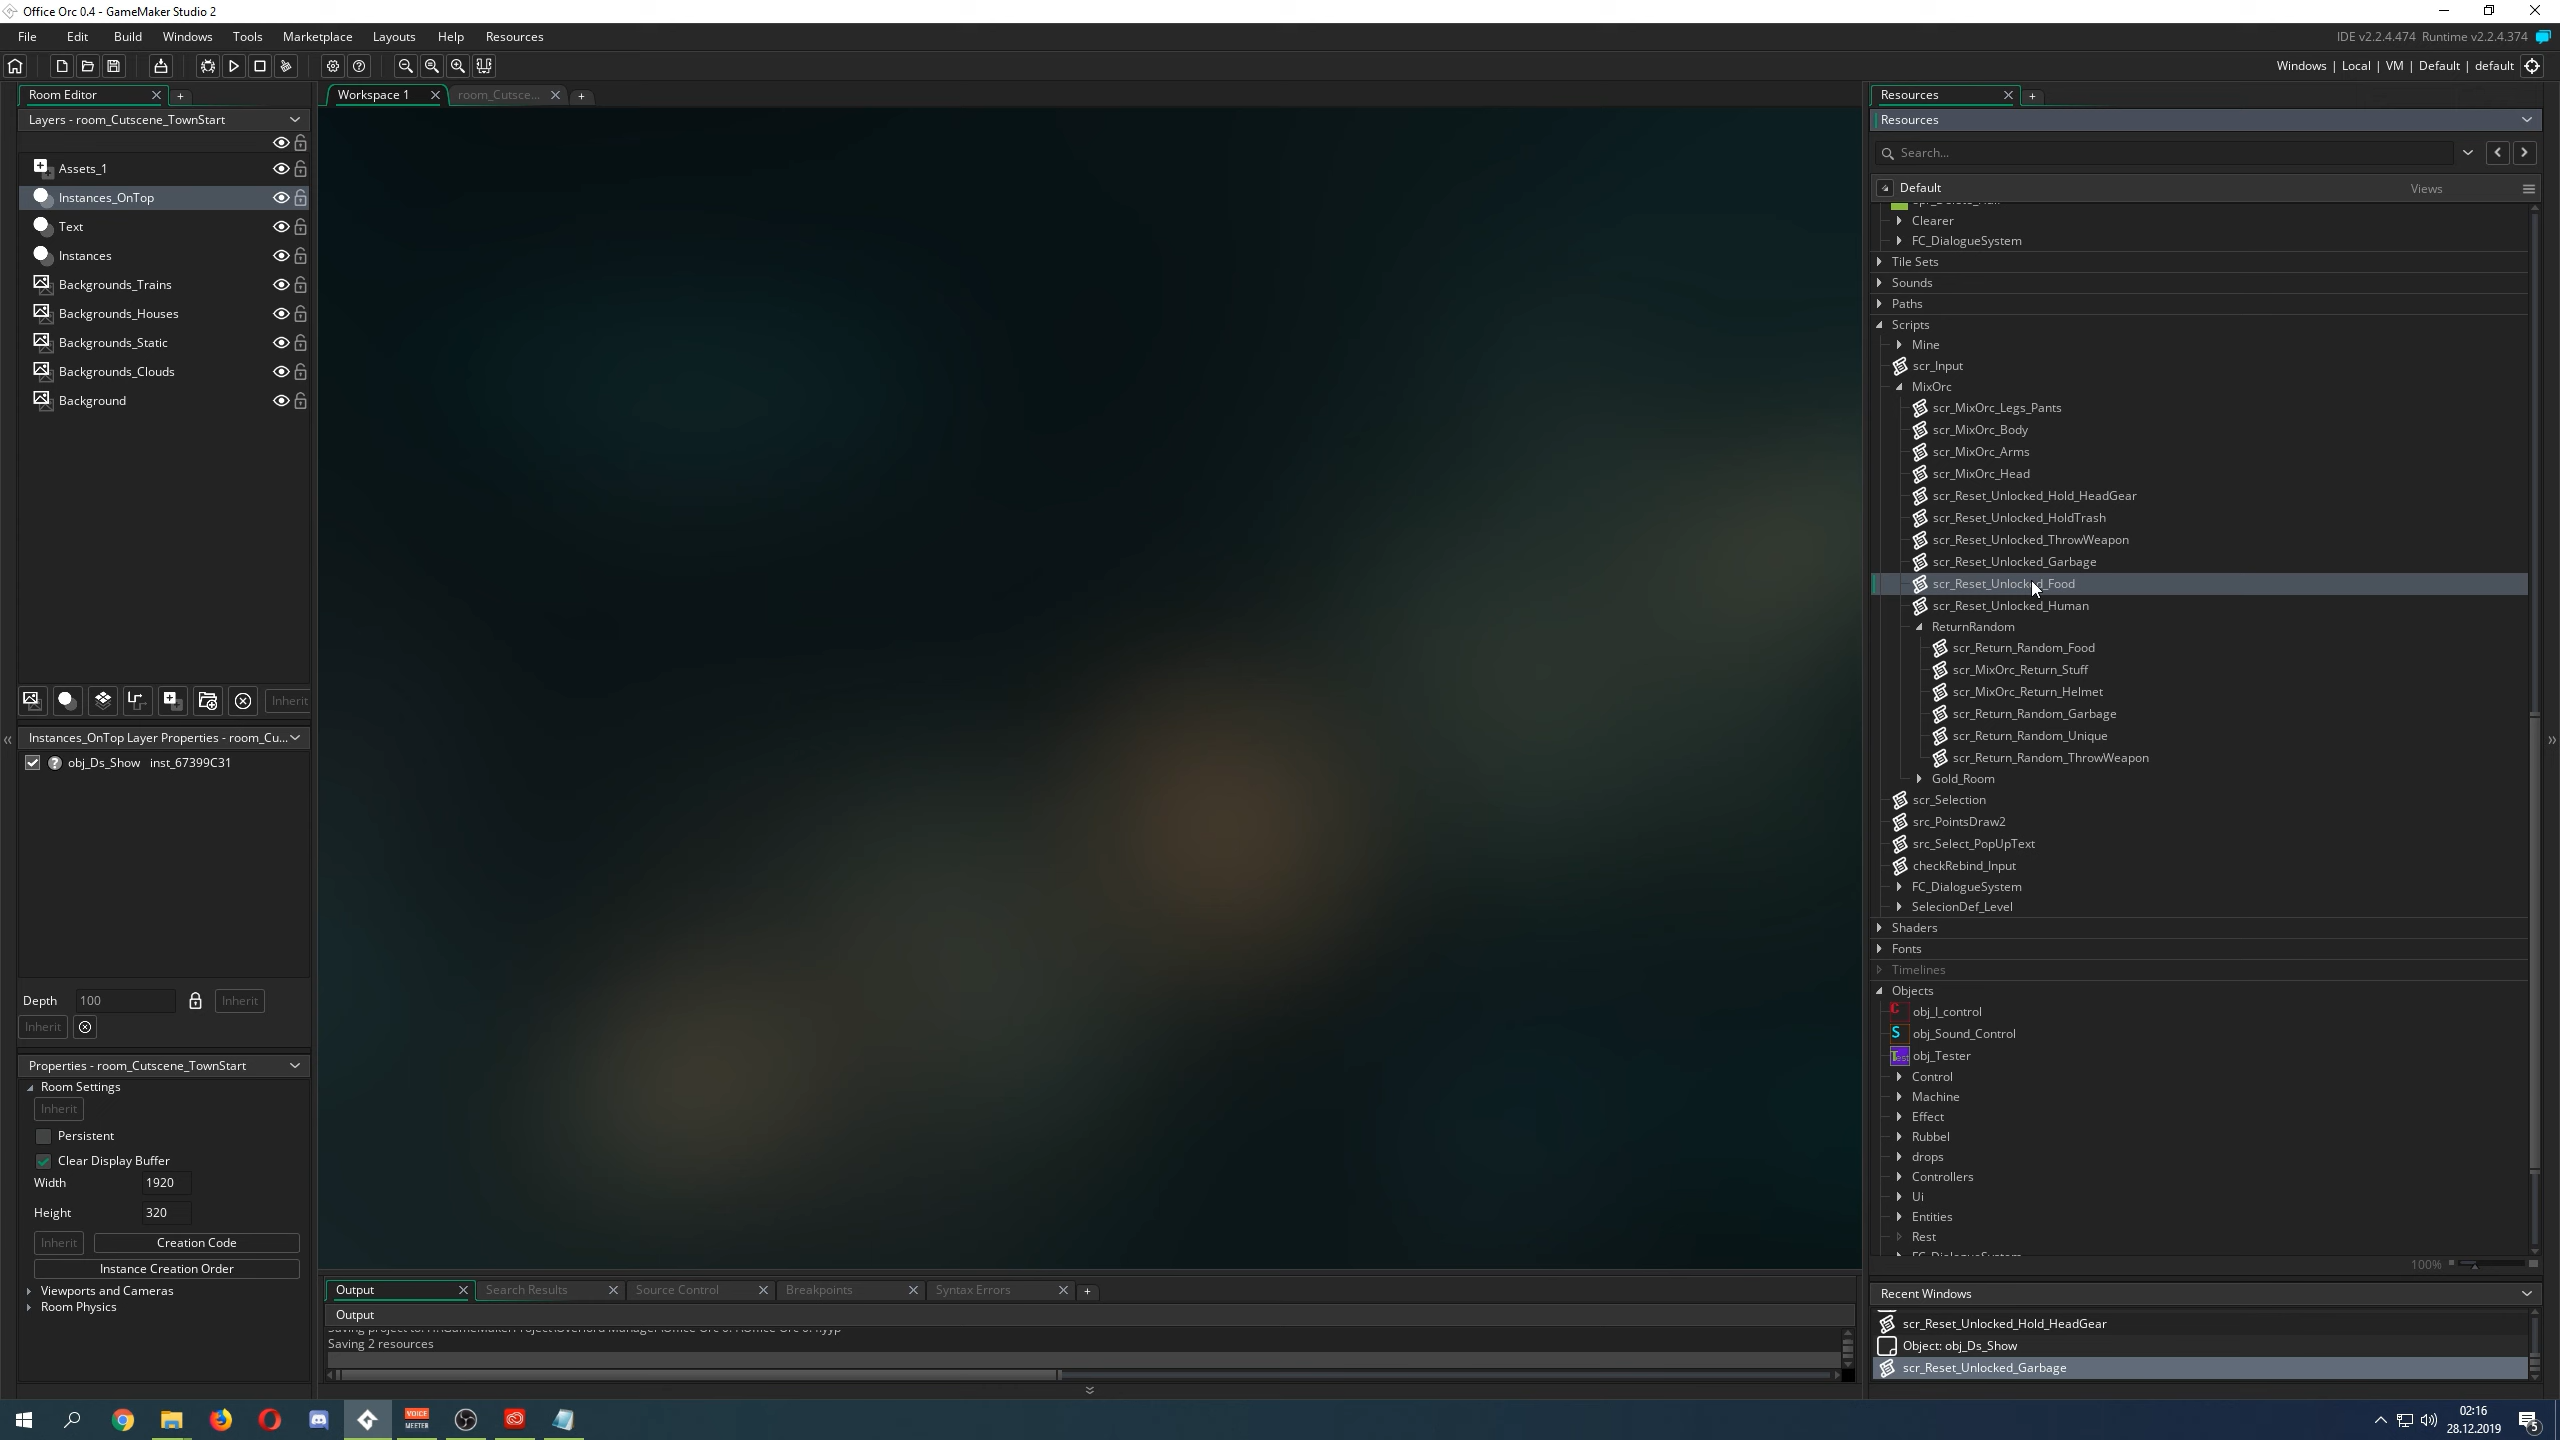 Office Orc 0.4 - GameMaker Studio 2
File Edit Build Windows Tools Marketplace Layouts Help Resources
IDE v2.2.4.474 Runtime v2.2.4.374
Windows | Local | VM | Default | default
Room Editor
Layers - room_Cutscene_TownStart
Assets_1
Instances_OnTop
Text
Instances
Backgrounds_Trains
Backgrounds_Houses
Backgrounds_Static
Backgrounds_Clouds
Background
Inherit
Instances_OnTop Layer Properties - room_Cu...
obj_Ds_Show inst_67399C31
Depth 100 Inherit
Inherit
Properties - room_Cutscene_TownStart
Room Settings
Inherit
Persistent
Clear Display Buffer
Width 1920
Height 320
Inherit Creation Code
Instance Creation Order
Viewports and Cameras
Room Physics
Workspace 1
room_Cutsce...
Output Search Results Source Control Breakpoints Syntax Errors
Output
Saving 2 resources
Resources
Resources
Search...
Default Views
Clearer
FC_DialogueSystem
Tile Sets
Sounds
Paths
Scripts
Mine
scr_Input
MixOrc
scr_MixOrc_Legs_Pants
scr_MixOrc_Body
scr_MixOrc_Arms
scr_MixOrc_Head
scr_Reset_Unlocked_Hold_HeadGear
scr_Reset_Unlocked_HoldTrash
scr_Reset_Unlocked_ThrowWeapon
scr_Reset_Unlocked_Garbage
scr_Reset_Unlocked_Food
scr_Reset_Unlocked_Human
ReturnRandom
scr_Return_Random_Food
scr_MixOrc_Return_Stuff
scr_MixOrc_Return_Helmet
scr_Return_Random_Garbage
scr_Return_Random_Unique
scr_Return_Random_ThrowWeapon
Gold_Room
scr_Selection
src_PointsDraw2
src_Select_PopUpText
checkRebind_Input
FC_DialogueSystem
SelecionDef_Level
Shaders
Fonts
Timelines
Objects
C obj_I_control
S obj_Sound_Control
obj_Tester
Control
Machine
Effect
Rubbel
drops
Controllers
Ui
Entities
Rest
FC_DialogueSystem
100%
Recent Windows
scr_Reset_Unlocked_Hold_HeadGear
Object: obj_Ds_Show
scr_Reset_Unlocked_Garbage
VOICE
MEETER
02:16
28.12.2019
5